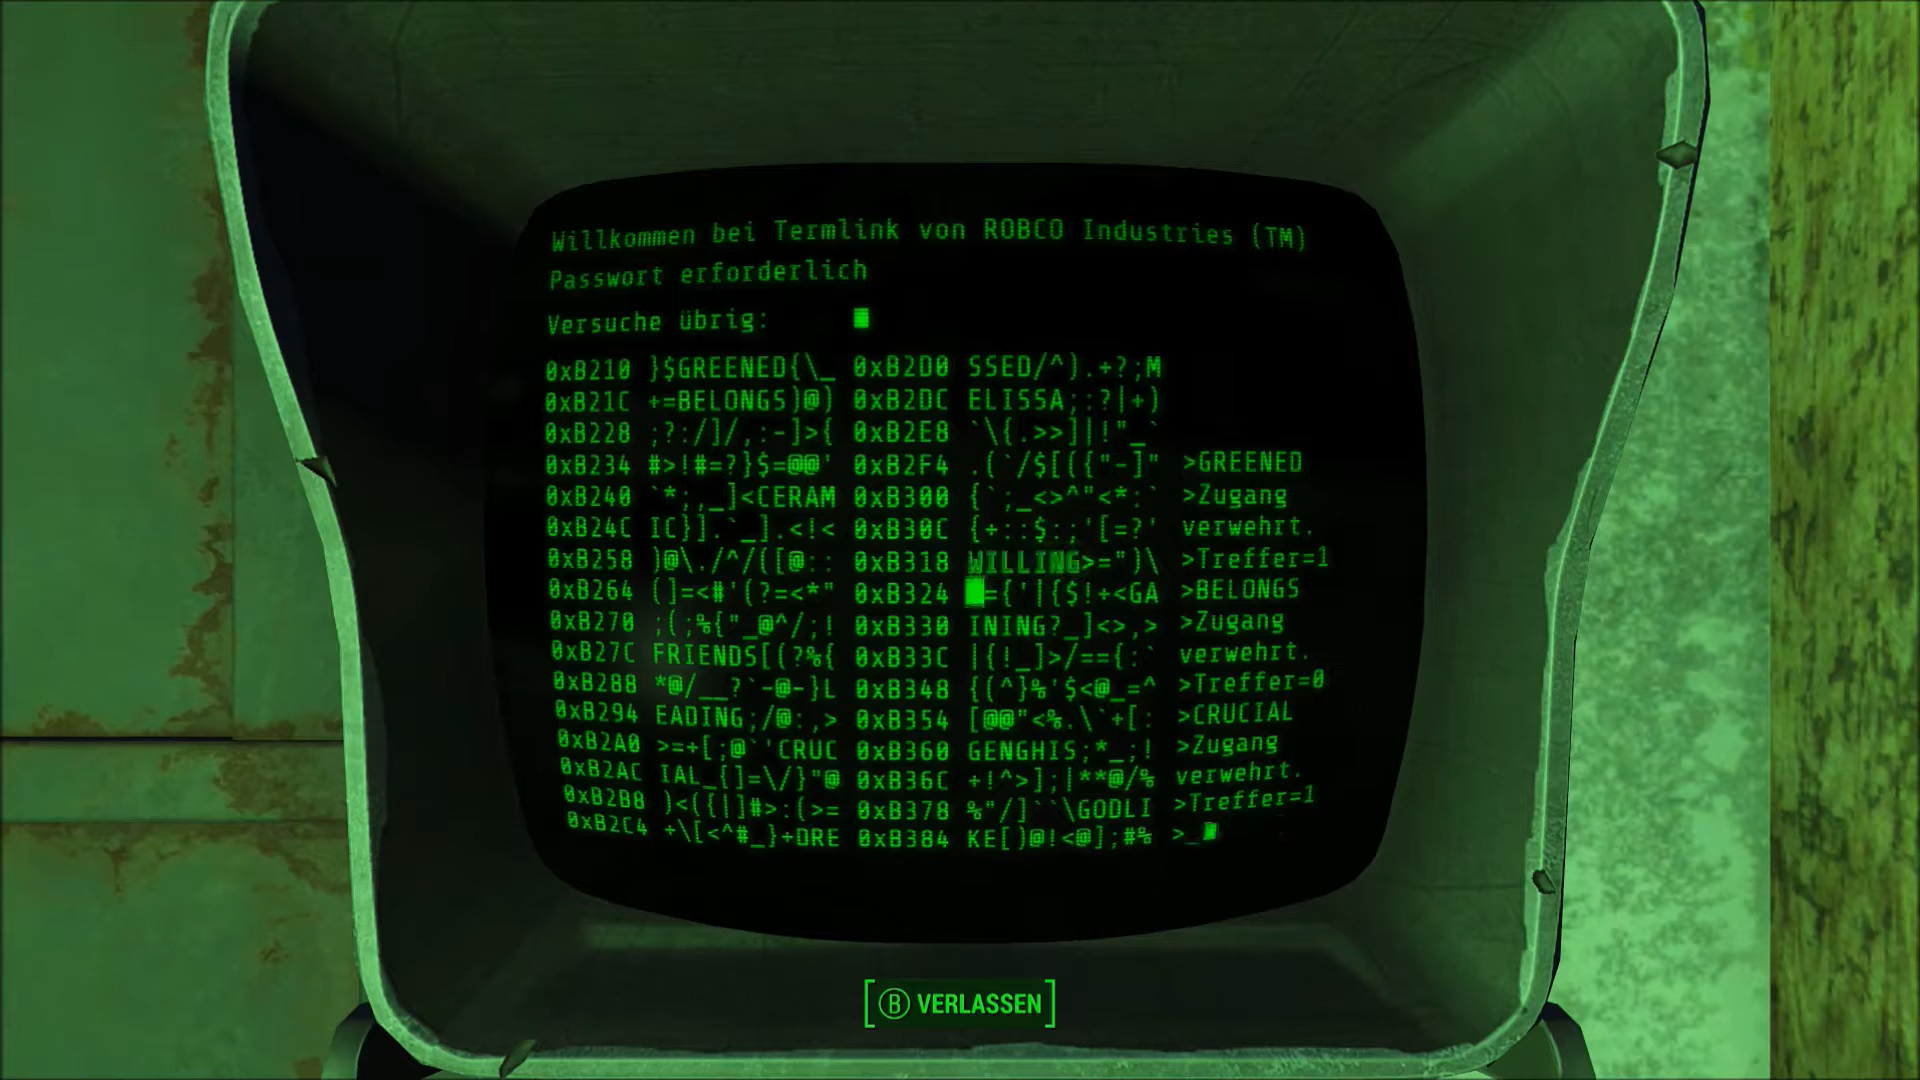 Willkommen bei Termlink von ROBCO Industries (TM)
Passwort erforderlich
Versuche übrig:
0xB210 }$GREENED{\_
0xB21C +=BELONGS)@)
0xB228 ;?:/]/,:-]>{
0xB234 #>!#=?}$=@@'
0xB240 `*;,_]<CERAM
0xB24C IC}].`_].<!<
0xB258 )@\./^/([@::
0xB264 (]=<#'(?=<*"
0xB270 ;(;%{"_@^/;!
0xB27C FRIENDS[(?%{
0xB288 *@/__?`-@-}L
0xB294 EADING;/@:,>
0xB2A0 >=+[;@`'CRUC
0xB2AC IAL_{]=\/}"@
0xB2B8 )<({|]#>:(>=
0xB2C4 +\[<^#_}+DRE
0xB2D0 SSED/^).+?;M
0xB2DC ELISSA;:?|+)
0xB2E8 `\{.>>]|!"_`
0xB2F4 .(`/$[({"-]"
0xB300 {`;_<>^"<*:`
0xB30C {+::$:;'[=?'
0xB318 WILLING>=")\
0xB324 ={'|{$!+<GA
0xB330 INING?_]<>,>
0xB33C |{!_]>/=={:`
0xB348 {(^}%'$<@_=^
0xB354 [@@"<%.\`+[:
0xB360 GENGHIS;*_;!
0xB36C +!^>];|**@/%
0xB378 %"/]``\GODLI
0xB384 KE[)@!<@];#%
>GREENED
>Zugang
verwehrt.
>Treffer=1
>BELONGS
>Zugang
verwehrt.
>Treffer=0
>CRUCIAL
>Zugang
verwehrt.
>Treffer=1
>
[Ⓑ VERLASSEN]